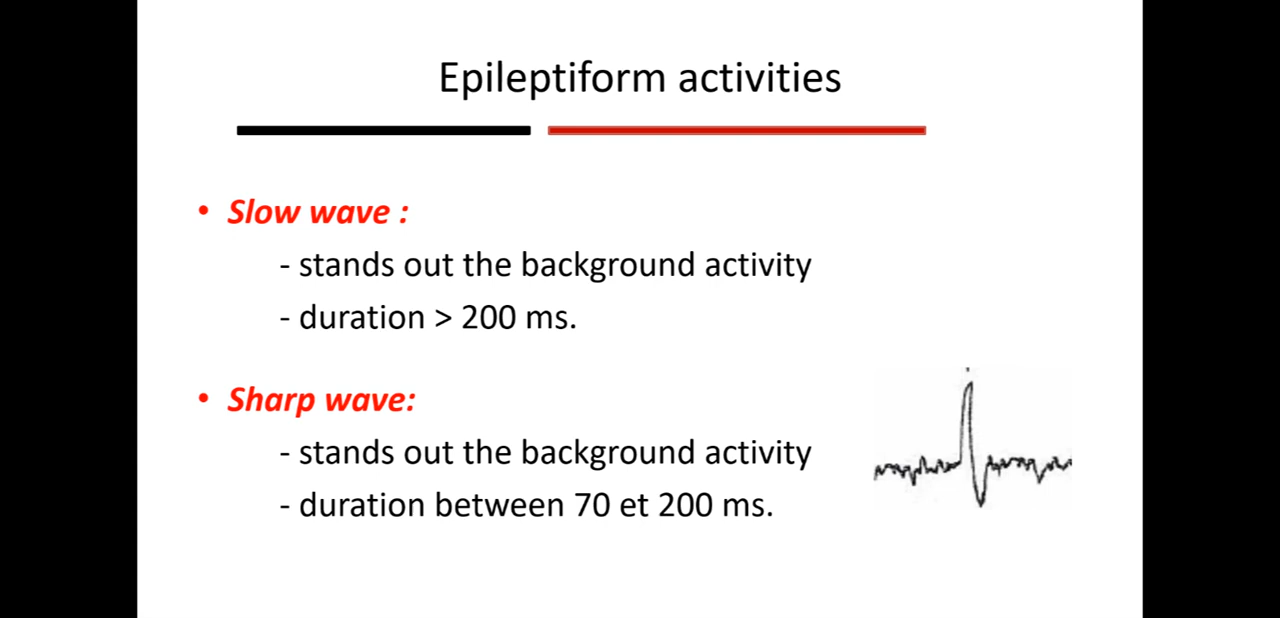 Epileptiform activities
• Slow wave :
- stands out the background activity
- duration > 200 ms.
• Sharp wave:
- stands out the background activity
- duration between 70 et 200 ms.